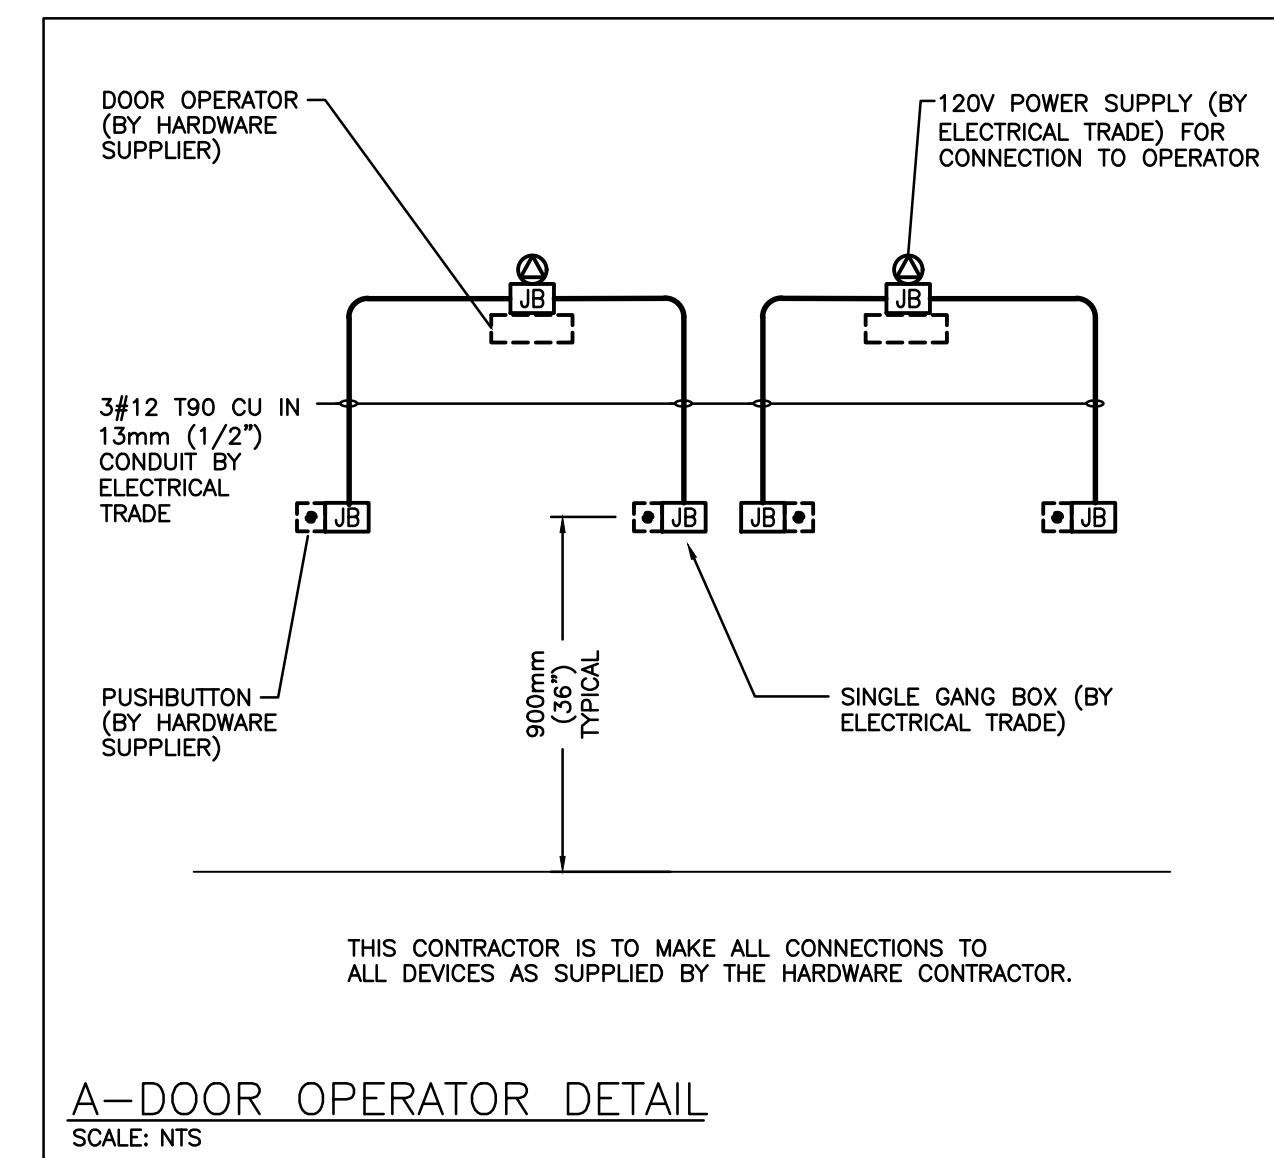 DOOR OPERATOR
(BY HARDWARE
SUPPLIER)
120V POWER SUPPLY (BY
ELECTRICAL TRADE) FOR
CONNECTION TO OPERATOR
JB
JB
3#12 T90 CU IN
13mm (1/2")
CONDUIT BY
ELECTRICAL
TRADE
JB
JB
JB
JB
900mm
(36")
TYPICAL
PUSHBUTTON
(BY HARDWARE
SUPPLIER)
SINGLE GANG BOX (BY
ELECTRICAL TRADE)
THIS CONTRACTOR IS TO MAKE ALL CONNECTIONS TO
ALL DEVICES AS SUPPLIED BY THE HARDWARE CONTRACTOR.
A-DOOR OPERATOR DETAIL
SCALE: NTS